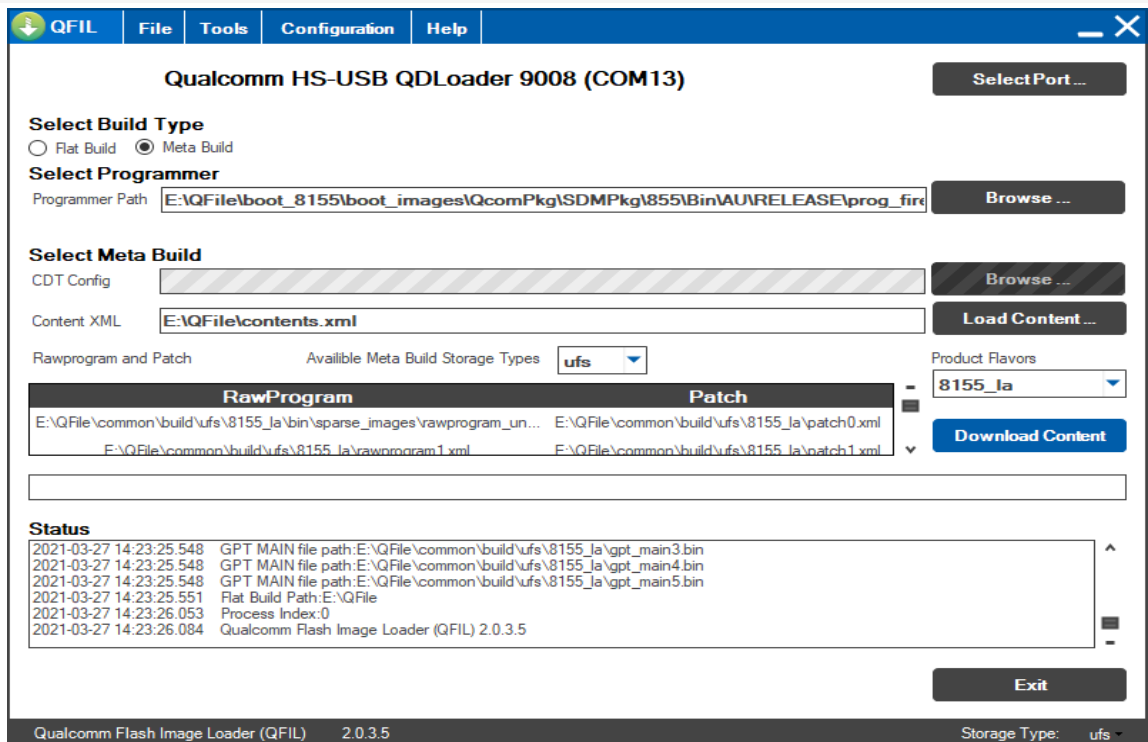 QFIL File Tools Configuration Help
Qualcomm HS-USB QDLoader 9008 (COM13) Select Port ...
Select Build Type
Flat Build Meta Build
Select Programmer
Programmer Path E:\QFile\boot_8155\boot_images\QcomPkg\SDMPkg\855\Bin\AU\RELEASE\prog_fire Browse ...
Select Meta Build
CDT Config Browse ...
Content XML E:\QFile\contents.xml Load Content ...
Rawprogram and Patch Availible Meta Build Storage Types ufs Product Flavors
8155_la
RawProgram Patch
E:\QFile\common\build\ufs\8155_la\bin\sparse_images\rawprogram_un... E:\QFile\common\build\ufs\8155_la\patch0.xml
Download Content
E:\QFile\common\build\ufs\8155_la\rawprogram1.xml E:\QFile\common\build\ufs\8155_la\patch1.xml
Status
2021-03-27 14:23:25.548 GPT MAIN file path:E:\QFile\common\build\ufs\8155_la\gpt_main3.bin
2021-03-27 14:23:25.548 GPT MAIN file path:E:\QFile\common\build\ufs\8155_la\gpt_main4.bin
2021-03-27 14:23:25.548 GPT MAIN file path:E:\QFile\common\build\ufs\8155_la\gpt_main5.bin
2021-03-27 14:23:25.551 Flat Build Path:E:\QFile
2021-03-27 14:23:26.053 Process Index:0
2021-03-27 14:23:26.084 Qualcomm Flash Image Loader (QFIL) 2.0.3.5
Exit
Qualcomm Flash Image Loader (QFIL) 2.0.3.5 Storage Type: ufs